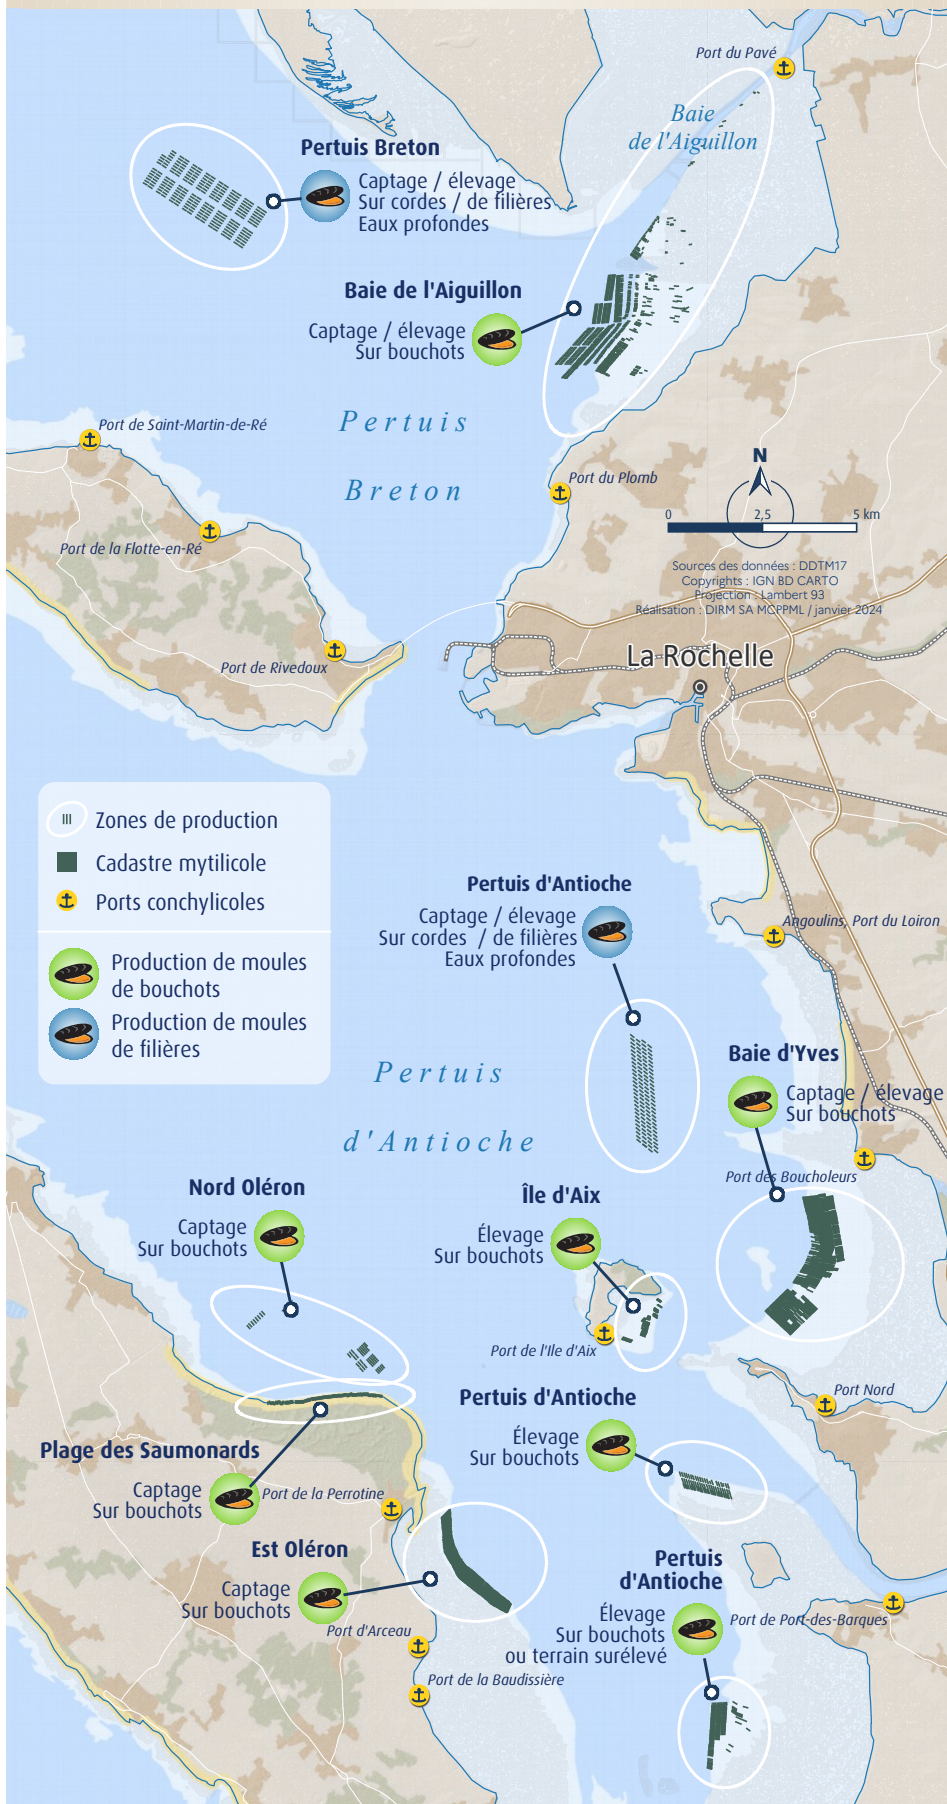 Port du Pavé
Baie
de l'Aiguillon
Pertuis Breton
Captage / élevage
Sur cordes / de filières
Eaux profondes
Baie de l'Aiguillon
Captage / élevage
Sur bouchots
Pertuis
Breton
Port de Saint-Martin-de-Ré
Port de la Flotte-en-Ré
Port de Rivedoux
Port du Plomb
N
0 2,5 5 km
Sources des données : DDTM17
Copyrights : IGN BD CARTO
Projection : Lambert 93
Réalisation : DIRM SA MCPPML / janvier 2024
La Rochelle
Zones de production
Cadastre mytilicole
Ports conchylicoles
Production de moules
de bouchots
Production de moules
de filières
Pertuis d'Antioche
Captage / élevage
Sur cordes / de filières
Eaux profondes
Angoulins, Port du Loiron
Pertuis
d'Antioche
Baie d'Yves
Captage / élevage
Sur bouchots
Port des Boucholeurs
Nord Oléron
Captage
Sur bouchots
Île d'Aix
Élevage
Sur bouchots
Port de l'Ile d'Aix
Port Nord
Pertuis d'Antioche
Élevage
Sur bouchots
Plage des Saumonards
Captage
Sur bouchots
Port de la Perrotine
Est Oléron
Captage
Sur bouchots
Port d'Arceau
Port de la Baudissière
Pertuis
d'Antioche
Élevage
Sur bouchots
ou terrain surélevé
Port de Port-des-Barques